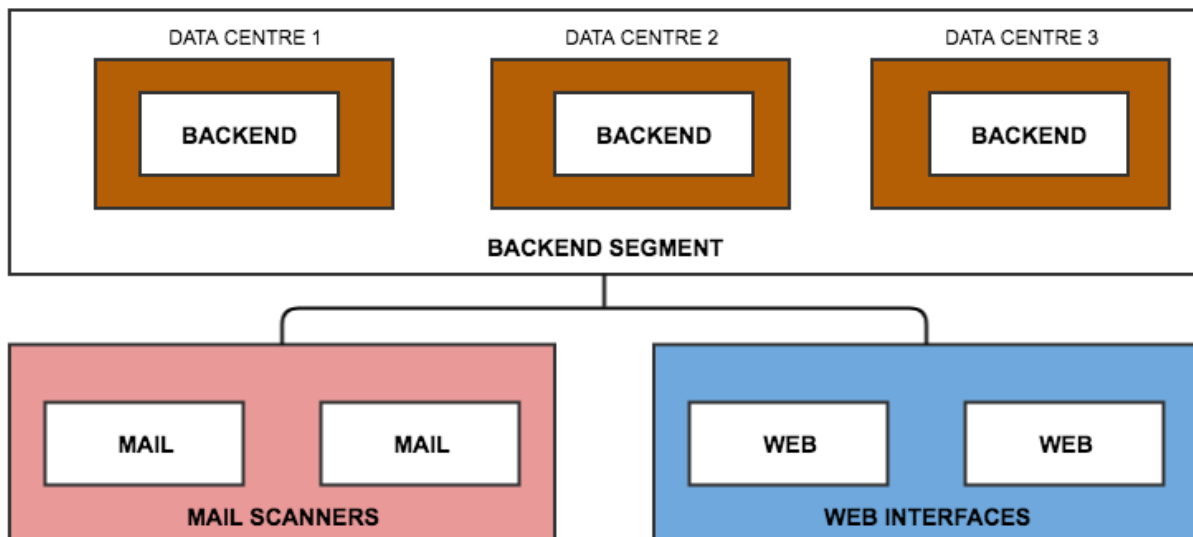 DATA CENTRE 1
DATA CENTRE 2
DATA CENTRE 3
BACKEND
BACKEND
BACKEND
BACKEND SEGMENT
MAIL
MAIL
WEB
WEB
MAIL SCANNERS
WEB INTERFACES